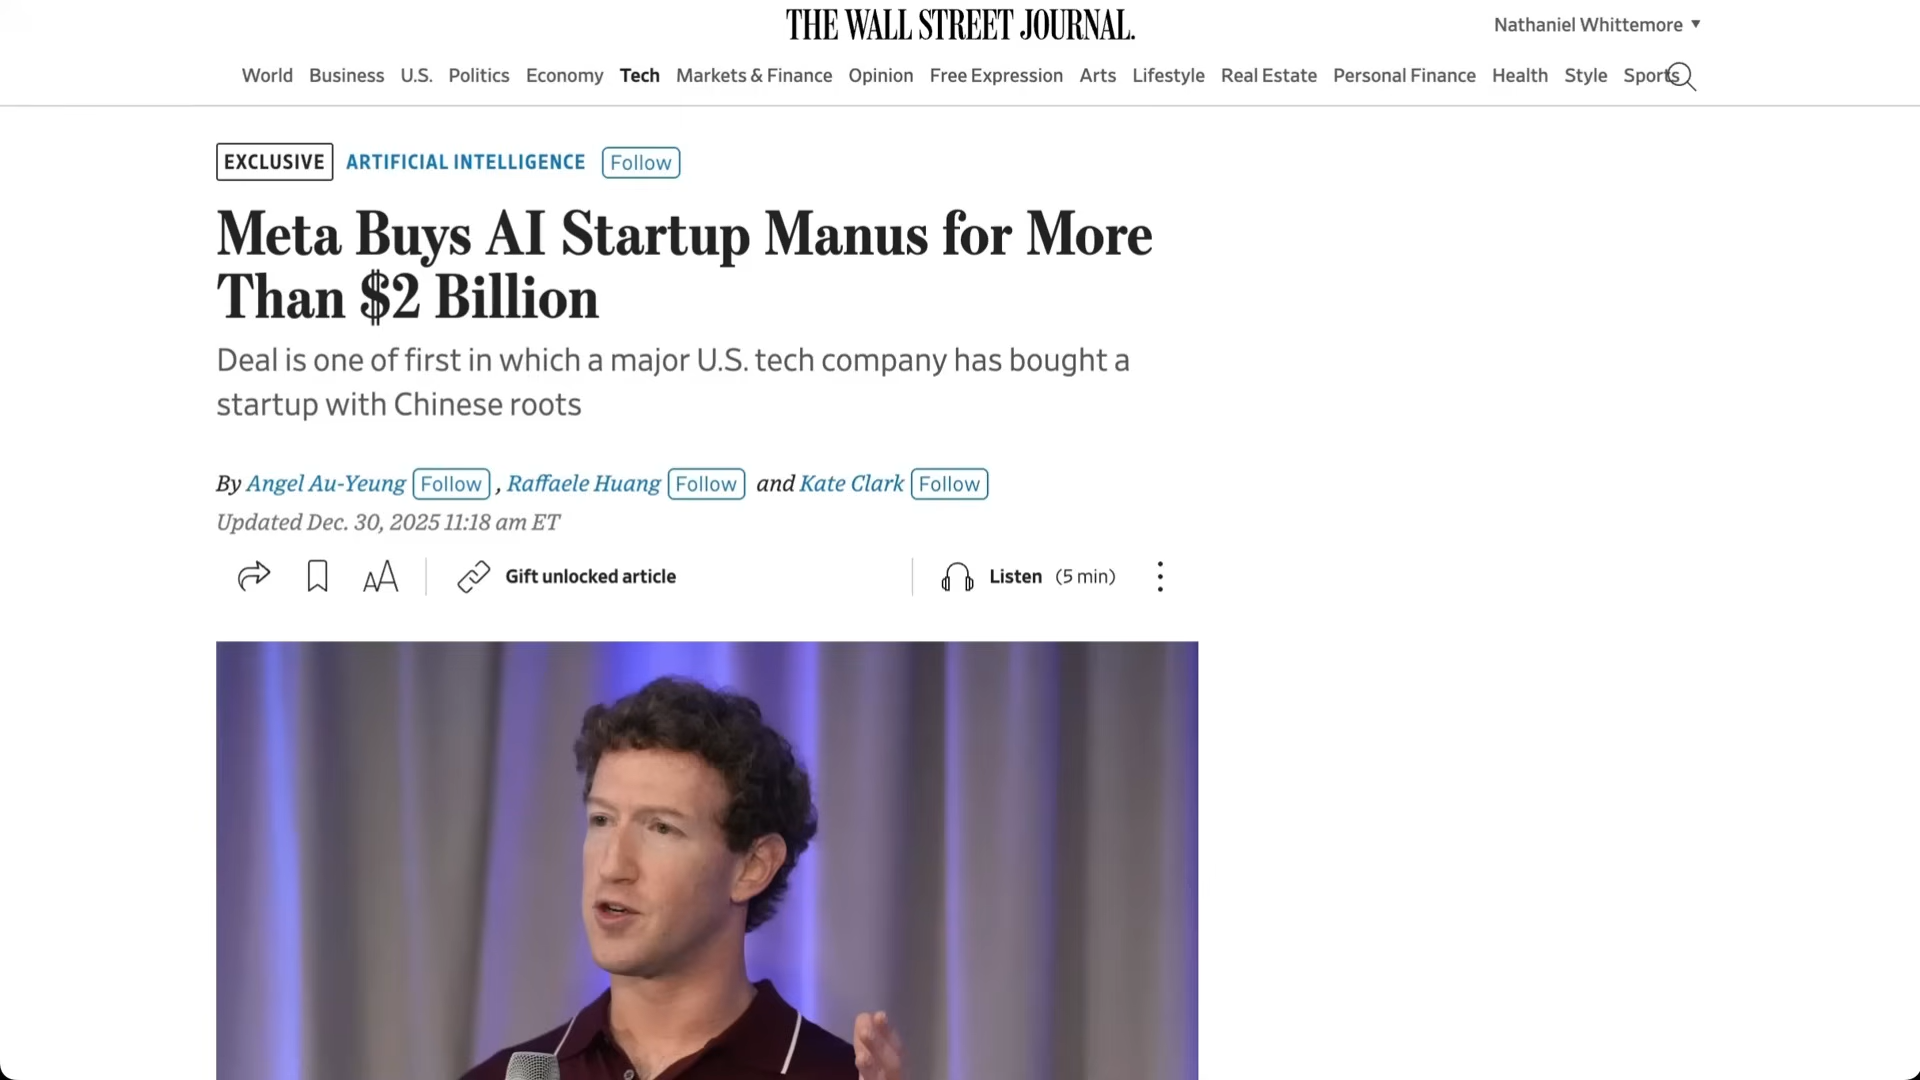 THE WALL STREET JOURNAL.
Nathaniel Whittemore
World Business U.S. Politics Economy Tech Markets & Finance Opinion Free Expression Arts Lifestyle Real Estate Personal Finance Health Style Sports
EXCLUSIVE ARTIFICIAL INTELLIGENCE Follow
Meta Buys AI Startup Manus for More
Than $2 Billion
Deal is one of first in which a major U.S. tech company has bought a
startup with Chinese roots
By Angel Au-Yeung Follow , Raffaele Huang Follow and Kate Clark Follow
Updated Dec. 30, 2025 11:18 am ET
AA Gift unlocked article Listen (5 min)